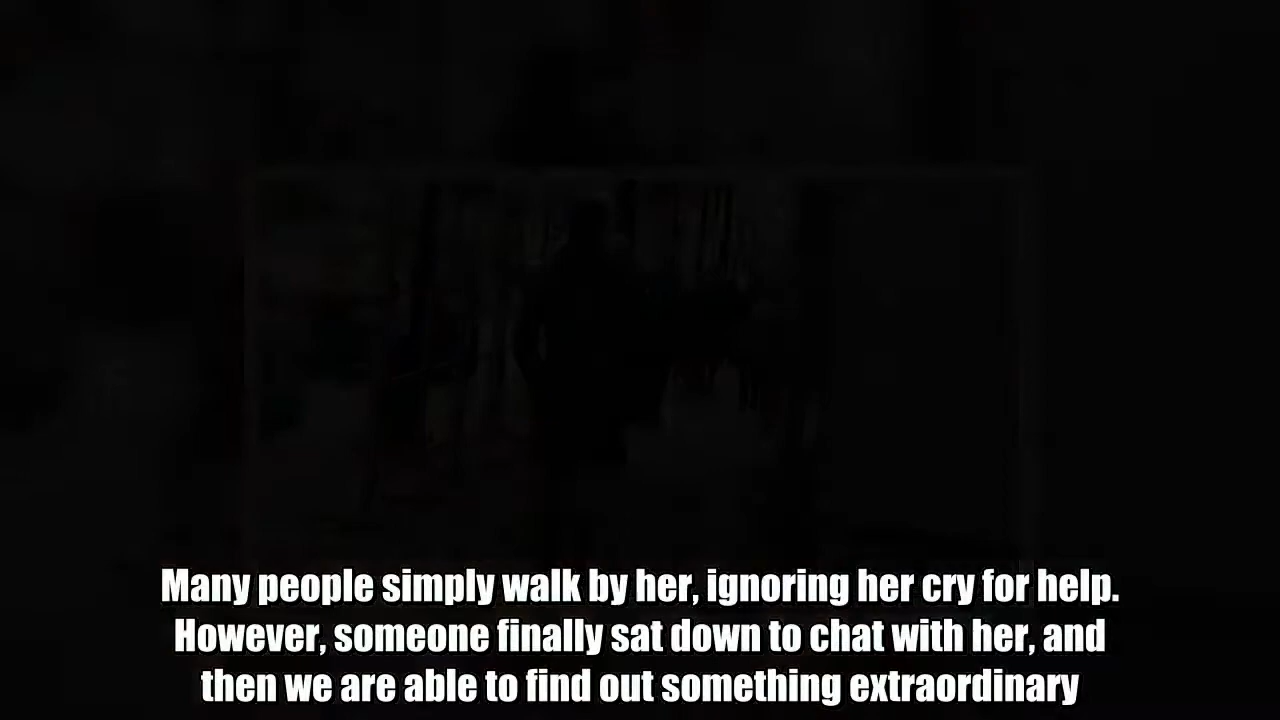 Many people simply walk by her, ignoring her cry for help.
However, someone finally sat down to chat with her, and
then we are able to find out something extraordinary